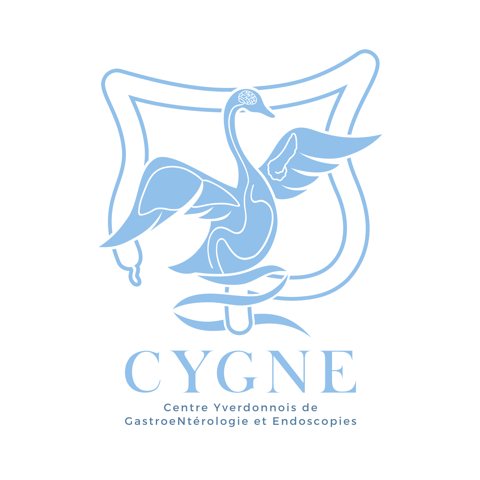 CYGNE
Centre Yverdonnois de
GastroeNtérologie et Endoscopies